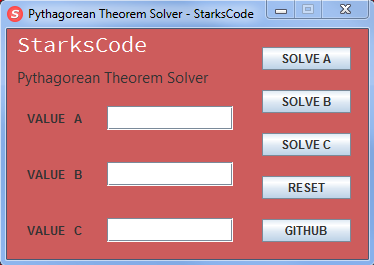 S Pythagorean Theorem Solver - StarksCode
StarksCode
Pythagorean Theorem Solver
VALUE A
VALUE B
VALUE C
SOLVE A
SOLVE B
SOLVE C
RESET
GITHUB